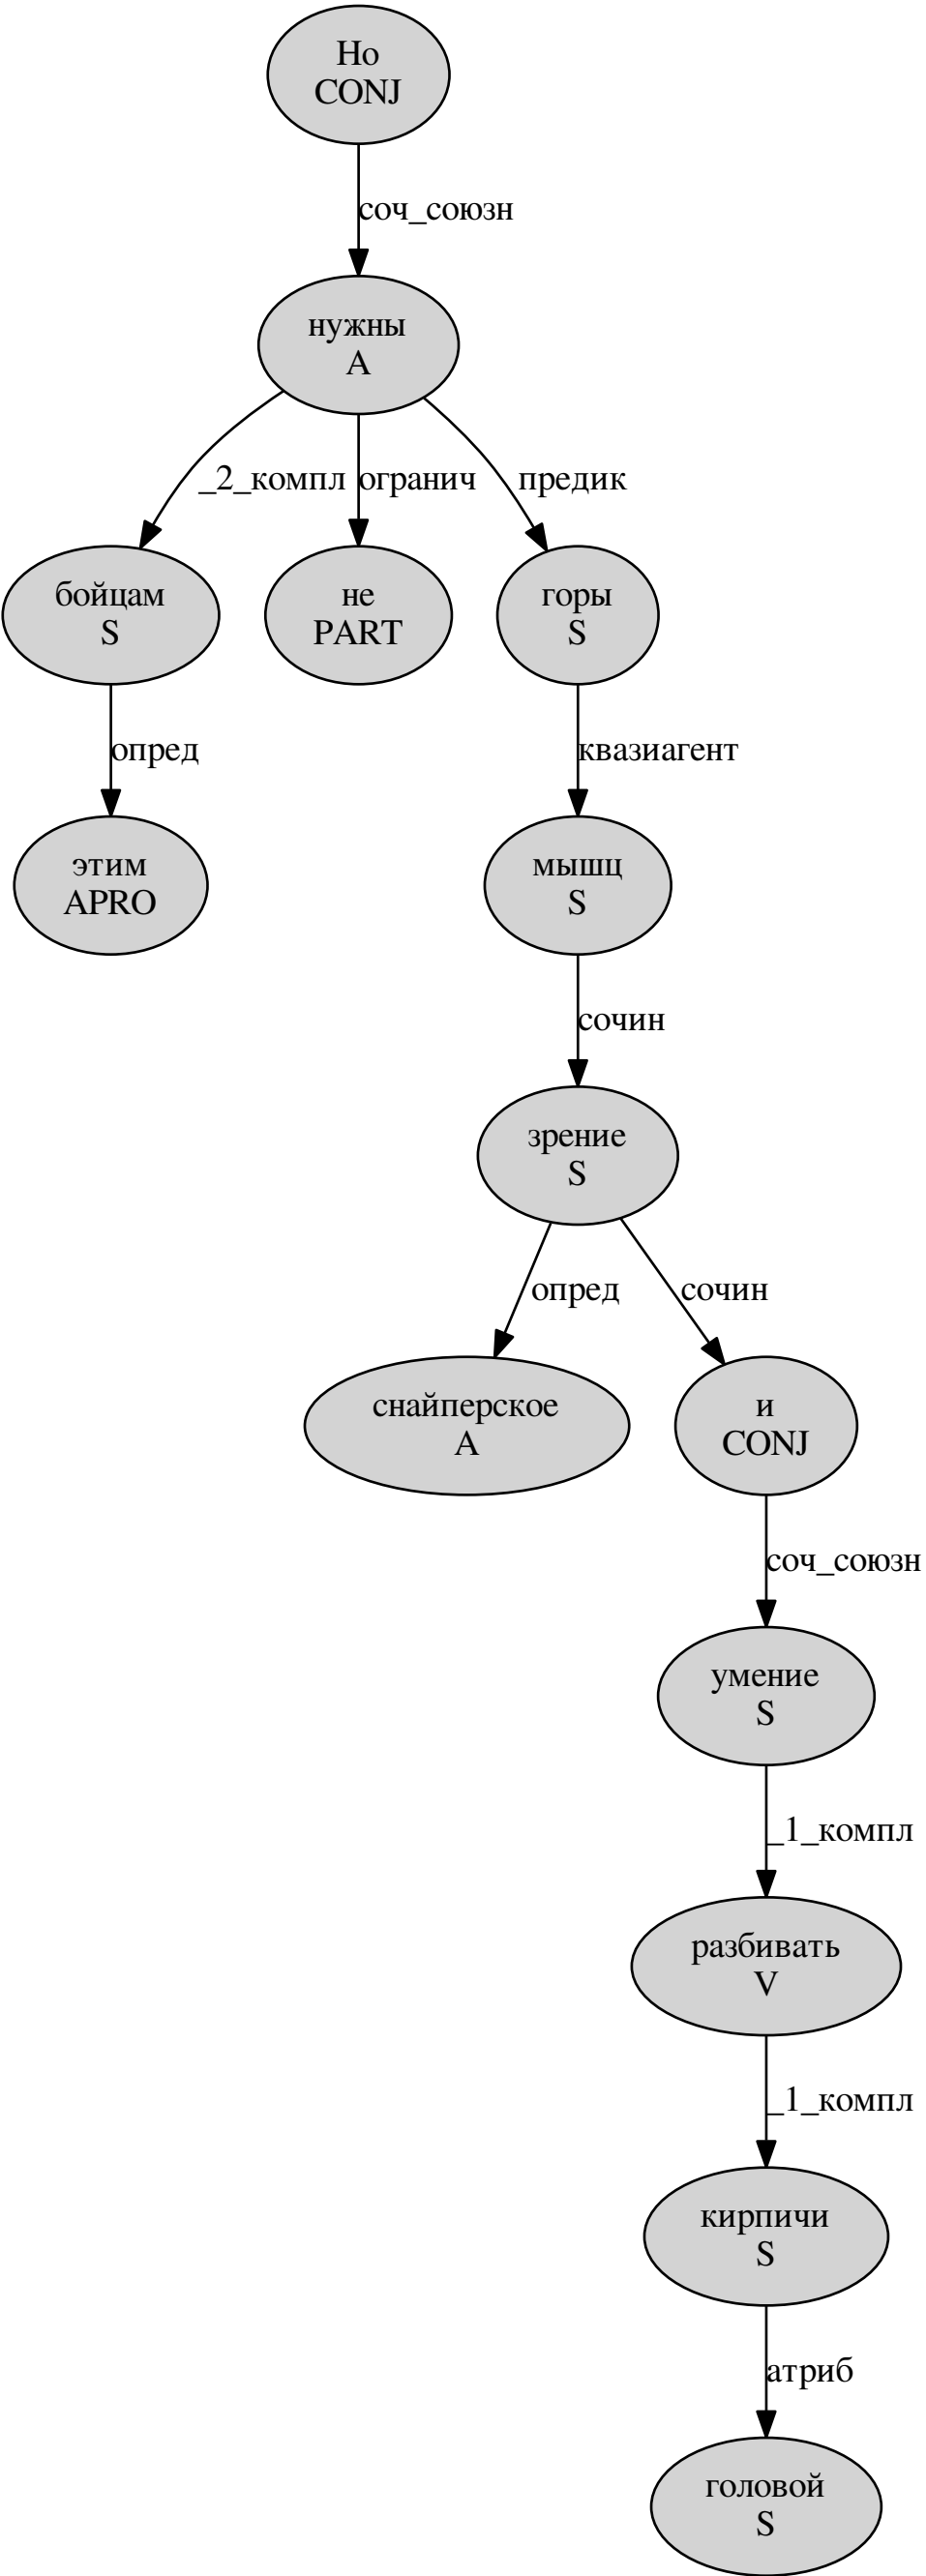 Но
CONJ
соч_союзн
нужны
A
_2_компл
огранич
предик
бойцам
S
не
PART
горы
S
опред
квазиагент
этим
APRO
мышц
S
сочин
зрение
S
опред
сочин
снайперское
A
и
CONJ
соч_союзн
умение
S
_1_компл
разбивать
V
_1_компл
кирпичи
S
атриб
головой
S